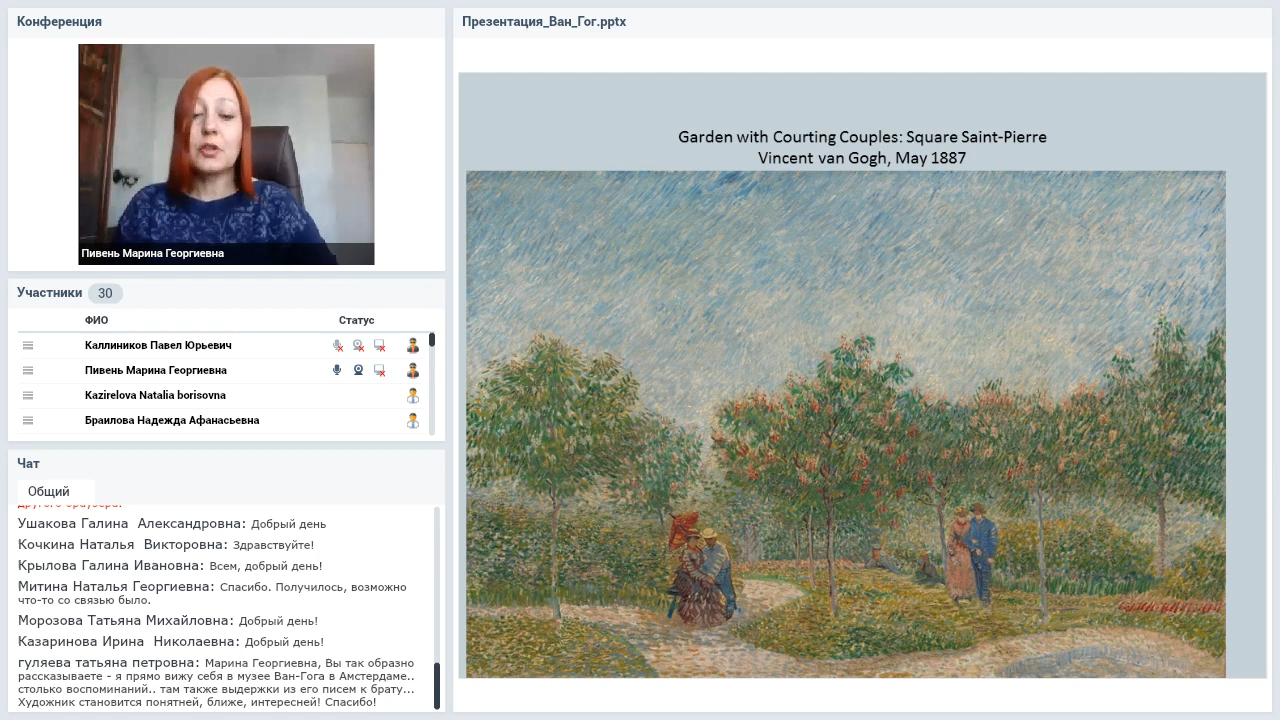 Конференция
Пивень Марина Георгиевна
Участники 30
ФИО Статус
Каллиников Павел Юрьевич
Пивень Марина Георгиевна
Kazirelova Natalia borisovna
Браилова Надежда Афанасьевна
Чат
Общий
другого браузера.
Ушакова Галина Александровна: Добрый день
Кочкина Наталья Викторовна: Здравствуйте!
Крылова Галина Ивановна: Всем, добрый день!
Митина Наталья Георгиевна: Спасибо. Получилось, возможно
что-то со связью было.
Морозова Татьяна Михайловна: Добрый день!
Казаринова Ирина Николаевна: Добрый день!
гуляева татьяна петровна: Марина Георгиевна, Вы так образно
рассказываете - я прямо вижу себя в музее Ван-Гога в Амстердаме..
столько воспоминаний.. там также выдержки из его писем к брату...
Художник становится понятней, ближе, интересней! Спасибо!
Презентация_Ван_Гог.pptx
Garden with Courting Couples: Square Saint-Pierre
Vincent van Gogh, May 1887